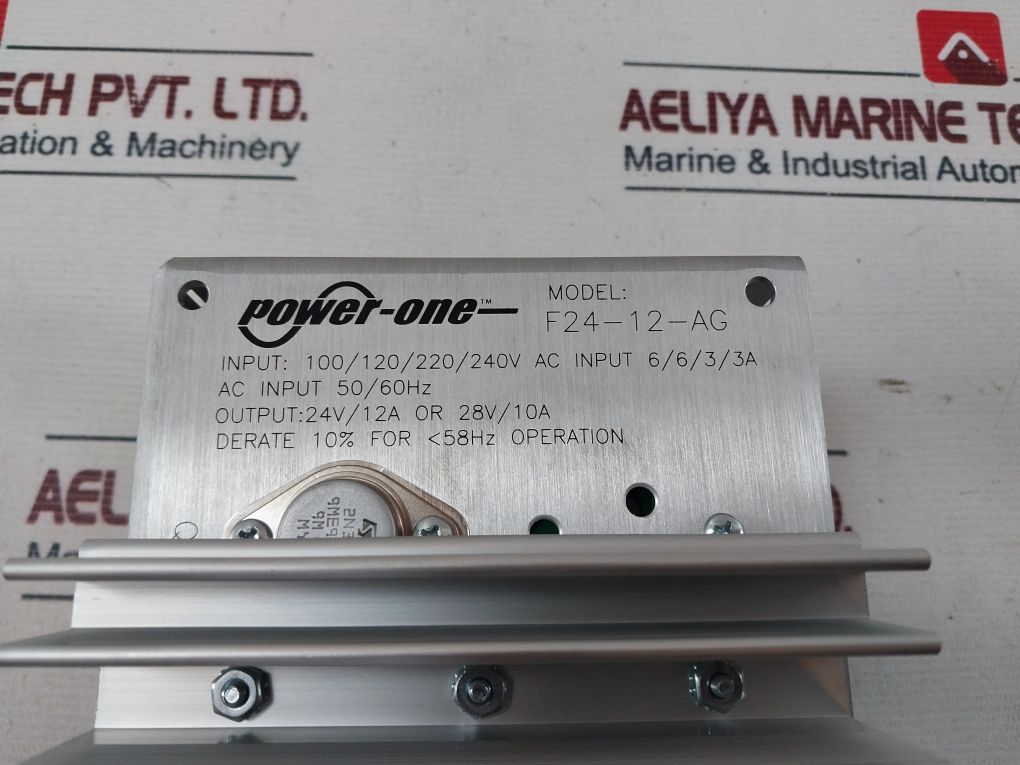 ECH PVT. LTD.
ation & Machinery
AELIYA MARINE TE
Marine & Industrial Autom
power-one™
MODEL:
F24-12-AG
INPUT: 100/120/220/240V AC INPUT 6/6/3/3A
AC INPUT 50/60Hz
OUTPUT:24V/12A OR 28V/10A
DERATE 10% FOR <58Hz OPERATION
AEL
D.